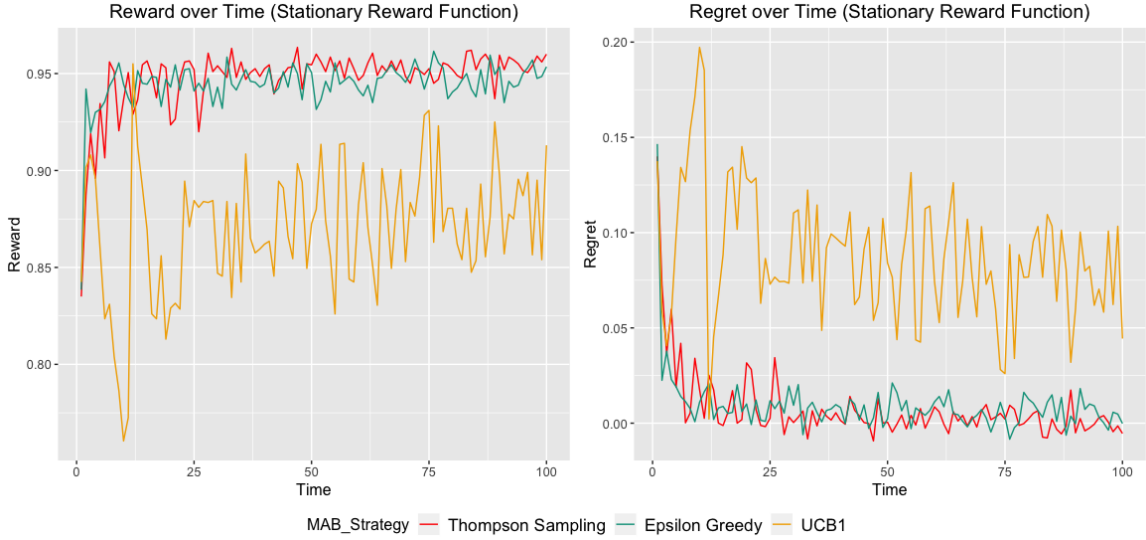 Reward over Time (Stationary Reward Function)
Reward
0.95
0.90
0.85
0.80
0
25
50
75
100
Time
Regret over Time (Stationary Reward Function)
Regret
0.20
0.15
0.10
0.05
0.00
0
25
50
75
100
Time
MAB_Strategy
Thompson Sampling
Epsilon Greedy
UCB1